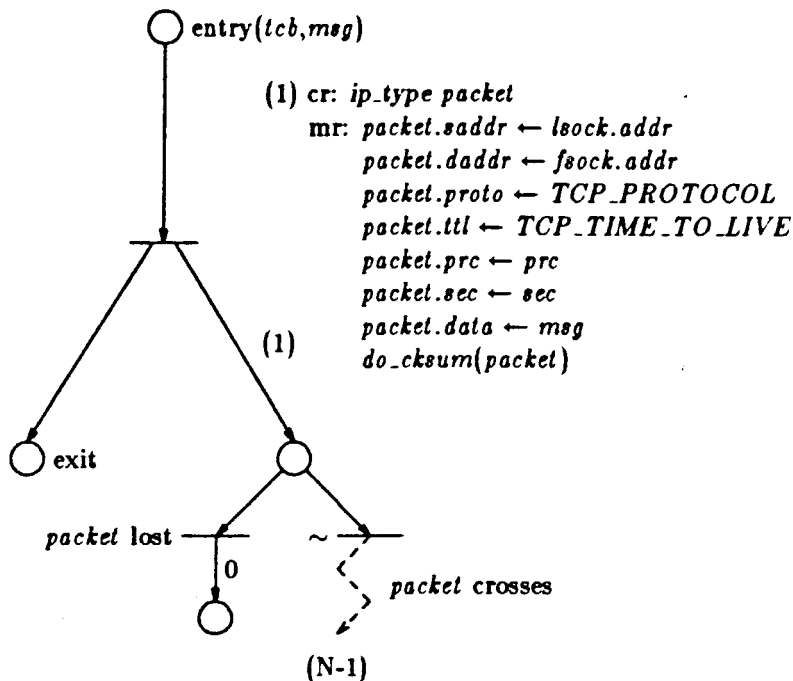 entry(tcb,msg)
(1) cr: ip_type packet
mr: packet.saddr ← lsock.addr
packet.daddr ← fsock.addr
packet.proto ← TCP_PROTOCOL
packet.ttl ← TCP_TIME_TO_LIVE
packet.prc ← prc
packet.sec ← sec
packet.data ← msg
do_cksum(packet)
(1)
exit
packet lost
~
0
packet crosses
(N-1)